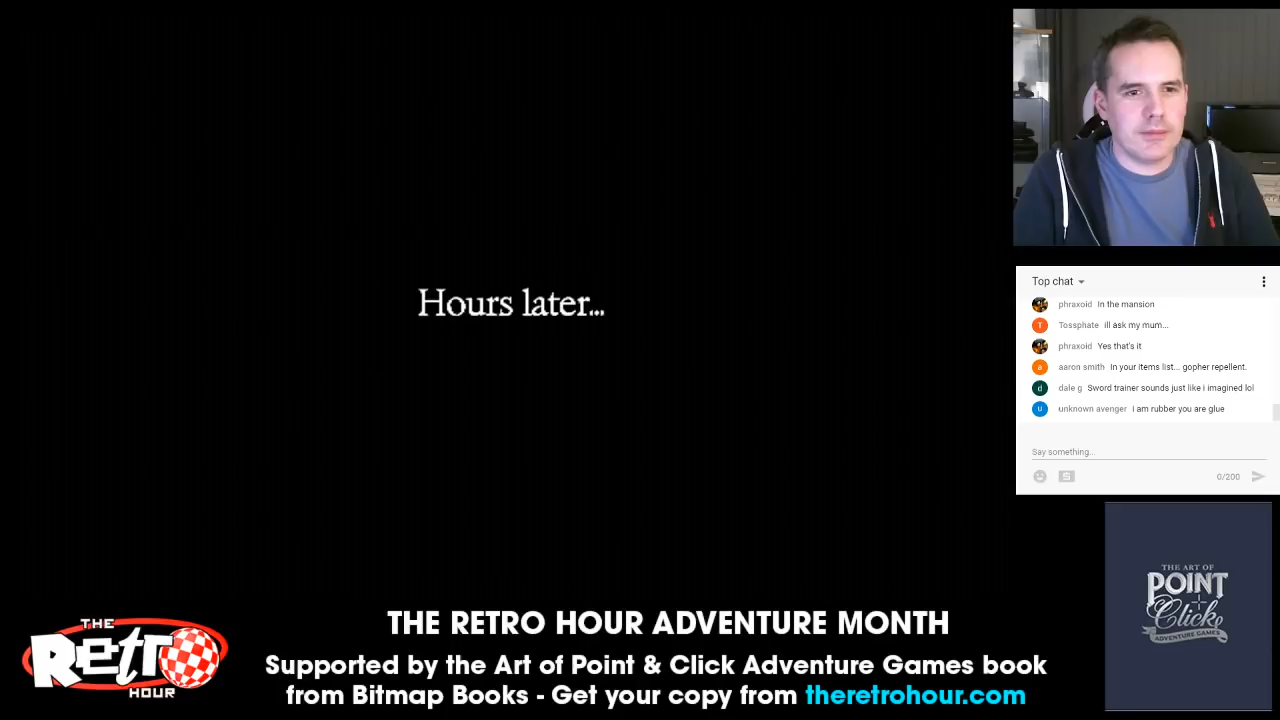 Hours later...
Top chat
phraxoid In the mansion
Tossphate ill ask my mum...
phraxoid Yes that's it
aaron smith In your items list... gopher repellent.
dale g Sword trainer sounds just like i imagined lol
unknown avenger I am rubber you are glue
Say something...
0/200
THE ART OF
POINT
Click
ADVENTURE GAMES
THE
Retro
HOUR
THE RETRO HOUR ADVENTURE MONTH
Supported by the Art of Point & Click Adventure Games book
from Bitmap Books - Get your copy from theretrohour.com